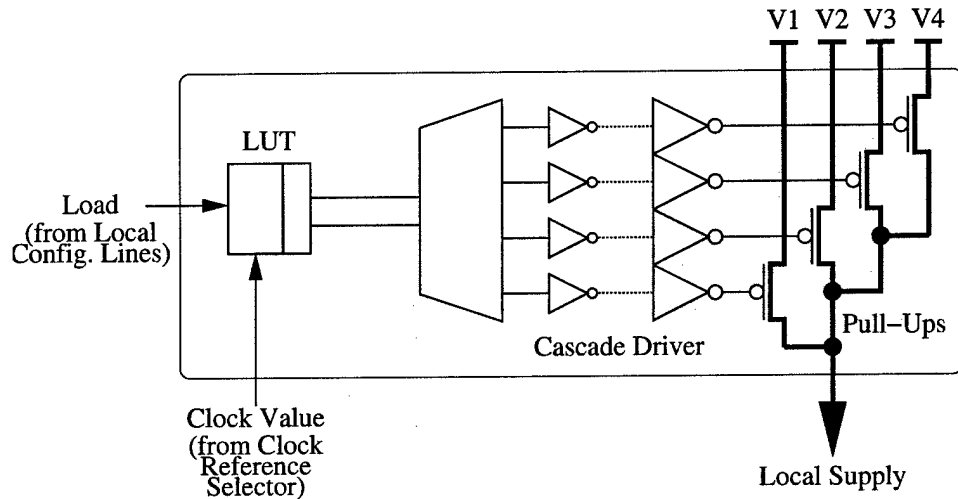 V1 V2 V3 V4
LUT
Load
(from Local
Config. Lines)
Cascade Driver
Pull-Ups
Clock Value
(from Clock
Reference
Selector)
Local Supply